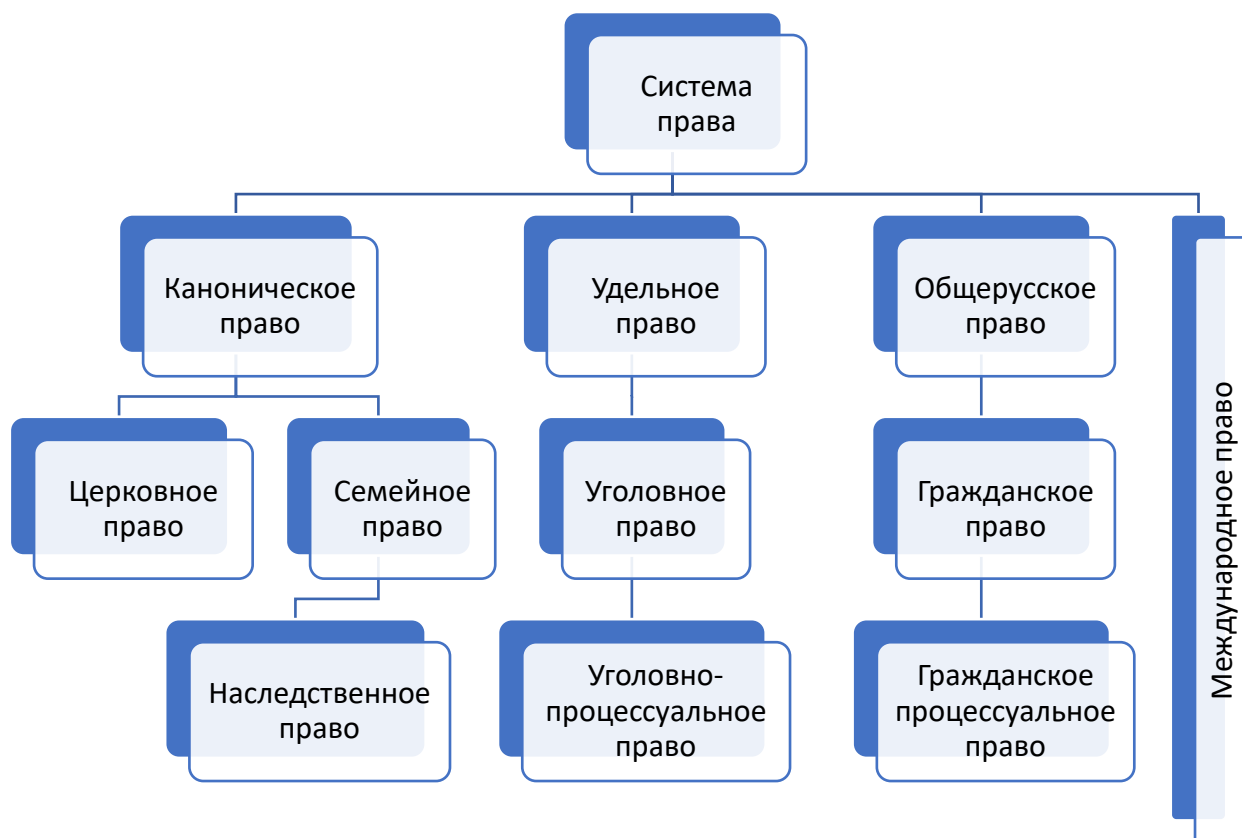 Система
права
Каноническое
право
Удельное
право
Общерусское
право
Международное право
Церковное
право
Семейное
право
Уголовное
право
Гражданское
право
Наследственное
право
Уголовно-
процессуальное
право
Гражданское
процессуальное
право